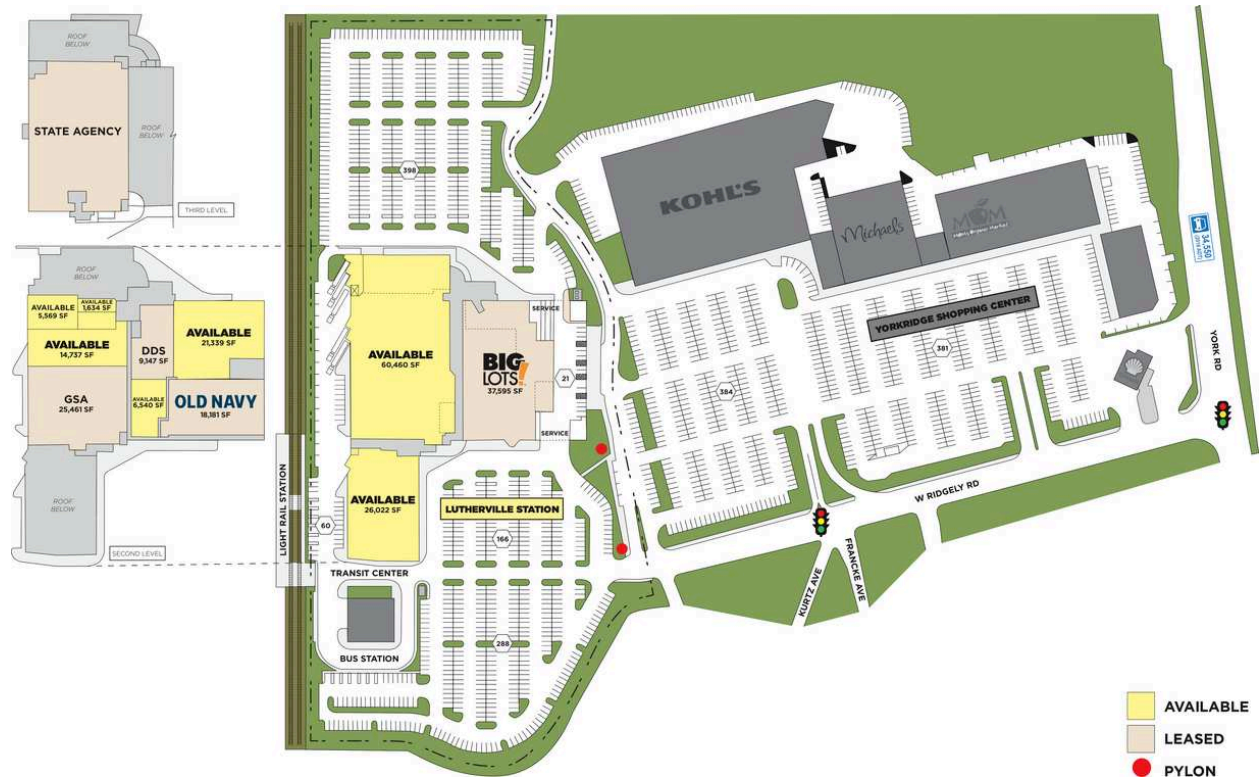 ROOF
BELOW
STATE AGENCY
ROOF
BELOW
THIRD LEVEL
ROOF
BELOW
AVAILABLE
5,569 SF
AVAILABLE
1,634 SF
AVAILABLE
14,737 SF
DDS
9,147 SF
AVAILABLE
21,339 SF
GSA
25,461 SF
AVAILABLE
6,540 SF
OLD NAVY
18,181 SF
ROOF
BELOW
SECOND LEVEL
LIGHT RAIL STATION
398
AVAILABLE
60,460 SF
BIG
LOTS!
37,595 SF
SERVICE
21
SERVICE
AVAILABLE
26,022 SF
LUTHERVILLE STATION
60
166
TRANSIT CENTER
BUS STATION
288
KOHL'S
Michaels
MOM
YORKRIDGE SHOPPING CENTER
381
384
34,550
YORK RD
W RIDGELY RD
KURTZ AVE
FRANCKE AVE
AVAILABLE
LEASED
PYLON